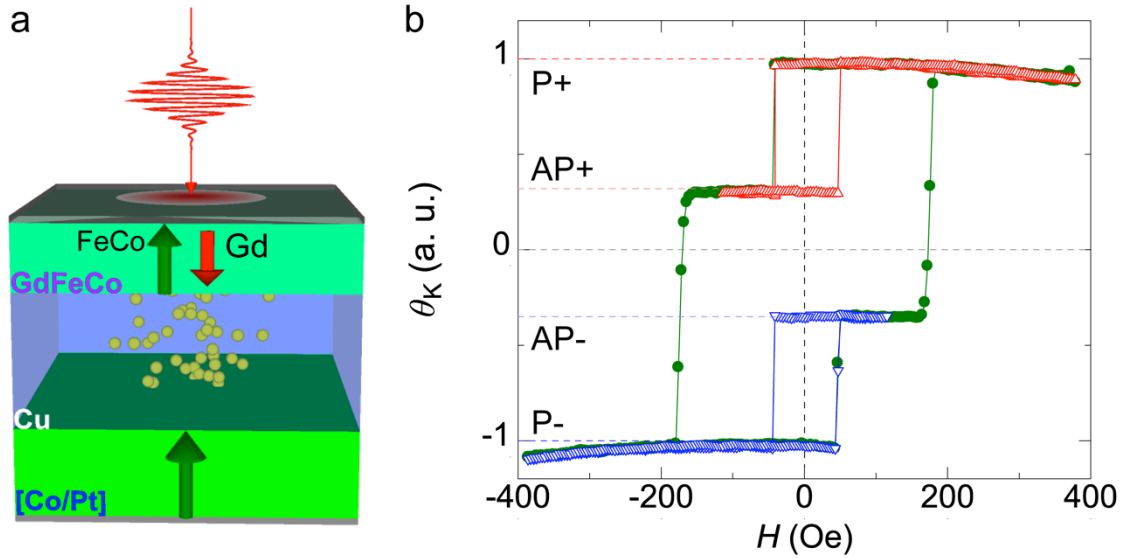 a
FeCo
Gd
GdFeCo
Cu
[Co/Pt]
b
1
P+
AP+
0
AP-
P-
-1
θK (a. u.)
-400 -200 0 200 400
H (Oe)